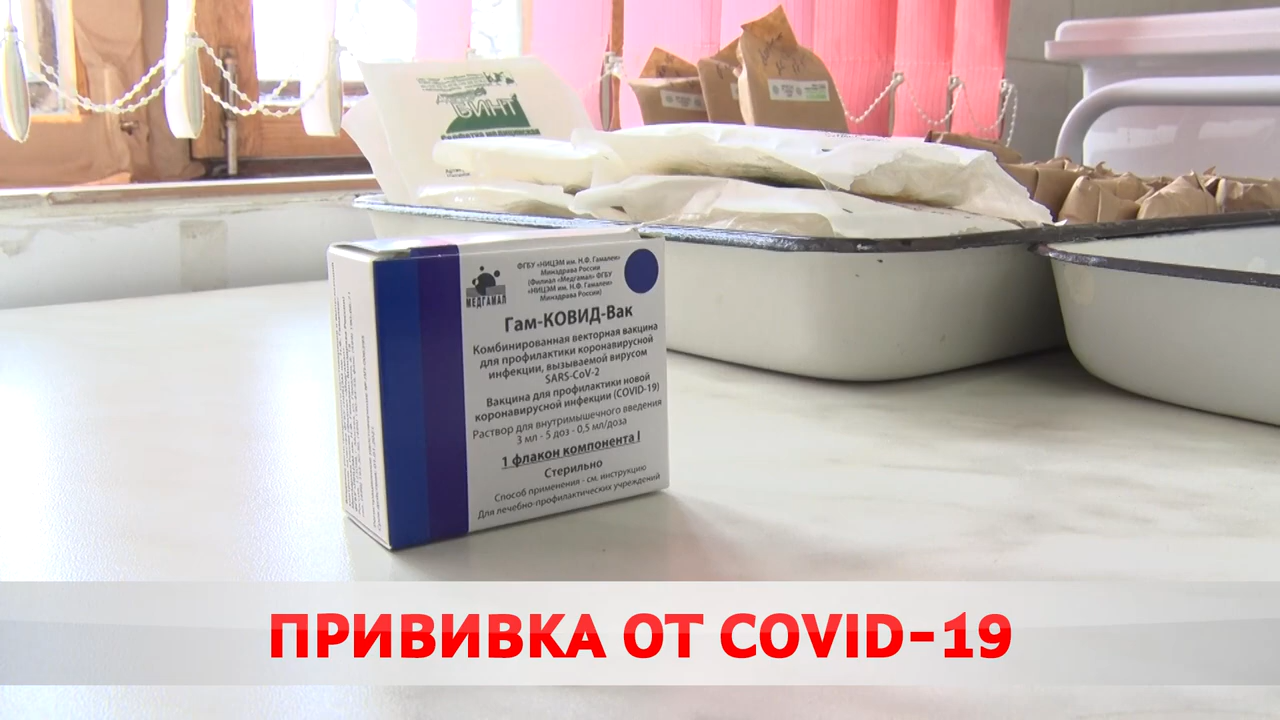 ЧИНТ
Салфетка медицинская
ФГБУ «НИЦЭМ им. Н.Ф. Гамалеи»
Минздрава России
(Филиал «Медгамал» ФГБУ
«НИЦЭМ им. Н.Ф. Гамалеи»
Минздрава России)
МЕДГАМАЛ
Гам-КОВИД-Вак
Комбинированная векторная вакцина
для профилактики коронавирусной
инфекции, вызываемой вирусом
SARS-CoV-2
Вакцина для профилактики новой
коронавирусной инфекции (COVID-19)
Раствор для внутримышечного введения
3 мл - 5 доз - 0,5 мл/доза
1 флакон компонента I
Стерильно
Способ применения - см. инструкцию
Для лечебно-профилактических учреждений
ПРИВИВКА ОТ COVID-19